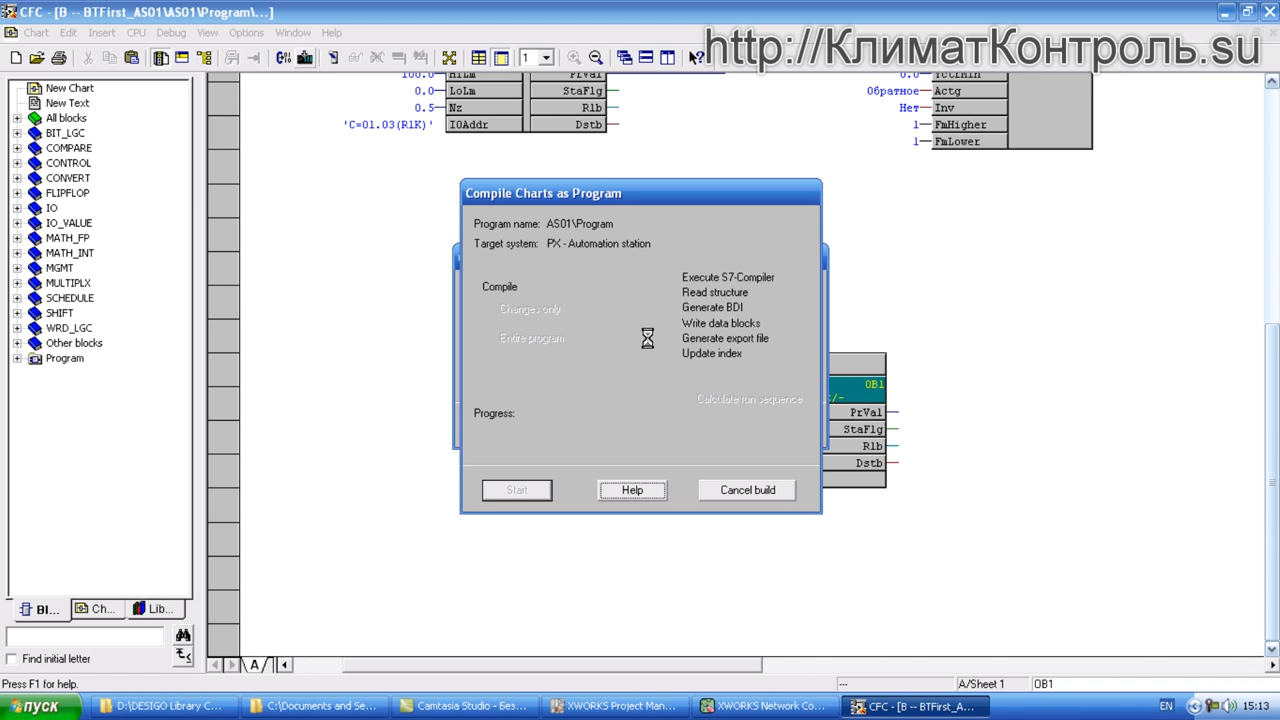 CFC - [B -- BTFirst_AS01\AS01\Program\...]
http://КлиматКонтроль.su
Chart Edit Insert CPU Debug View Options Window Help
1
New Chart
New Text
All blocks
BIT_LGC
COMPARE
CONTROL
CONVERT
FLIPFLOP
IO
IO_VALUE
MATH_FP
MATH_INT
MGMT
MULTIPLX
SCHEDULE
SHIFT
WRD_LGC
Other blocks
Program
100.0 HiLm PrVal
0.0 LoLm StaFlg
0.5 Nz Rlb
'C=01.03(R1K)' IOAddr Dstb
0.0
Обратное Actg
Нет Inv
1 FmHigher
1 FmLower
Compile Charts as Program
Program name: AS01\Program
Target system: PX - Automation station
Compile
Changes only
Entire program
Execute S7-Compiler
Read structure
Generate BDI
Write data blocks
Generate export file
Update index
Calculate run sequence
Progress:
Start Help Cancel build
OB1
/-
PrVal
StaFlg
Rlb
Dstb
BI... Ch... Lib...
Find initial letter
A
Press F1 for help.
--- A/Sheet 1 OB1
пуск D:\DESIGO Library C... C:\Documents and Se... Camtasia Studio - Без... XWORKS Project Man... XWORKS Network Co... CFC - [B -- BTFirst_A... EN 15:13